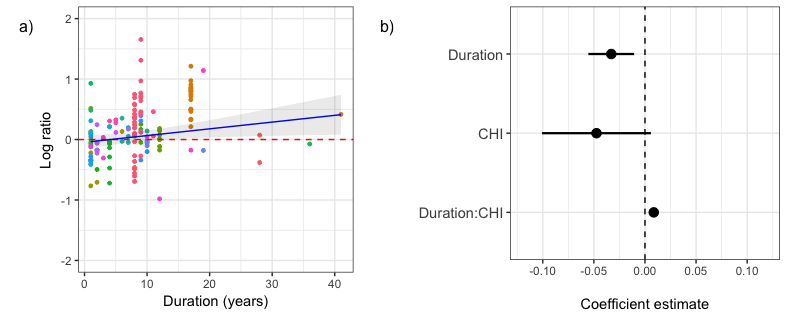 a)
2
1
0
-1
-2
Log ratio
0 10 20 30 40
Duration (years)
b)
Duration
CHI
Duration:CHI
-0.10 -0.05 0.00 0.05 0.10
Coefficient estimate